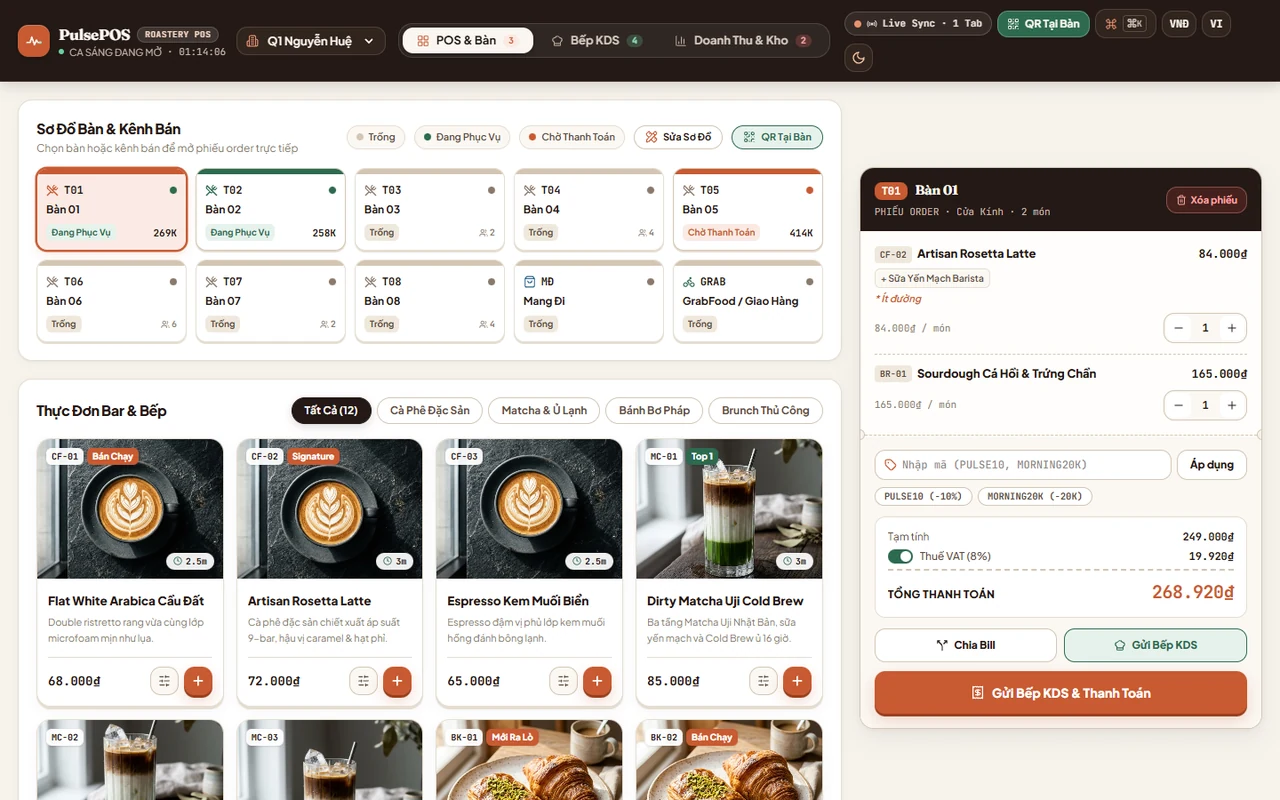 PulsePOS ROASTERY POS
CA SÁNG ĐANG MỞ · 01:14:06
Q1 Nguyễn Huệ
POS & Bàn 3
Bếp KDS 4
Doanh Thu & Kho 2
Live Sync · 1 Tab
QR Tại Bàn
⌘ ⌘K
VNĐ
VI
Sơ Đồ Bàn & Kênh Bán
Chọn bàn hoặc kênh bán để mở phiếu order trực tiếp
Trống
Đang Phục Vụ
Chờ Thanh Toán
Sửa Sơ Đồ
QR Tại Bàn
T01
Bàn 01
Đang Phục Vụ 269K
T02
Bàn 02
Đang Phục Vụ 258K
T03
Bàn 03
Trống 2
T04
Bàn 04
Trống 4
T05
Bàn 05
Chờ Thanh Toán 414K
T06
Bàn 06
Trống 6
T07
Bàn 07
Trống 2
T08
Bàn 08
Trống 4
MĐ
Mang Đi
Trống
GRAB
GrabFood / Giao Hàng
Trống
Thực Đơn Bar & Bếp
Tất Cả (12)
Cà Phê Đặc Sản
Matcha & Ủ Lạnh
Bánh Bơ Pháp
Brunch Thủ Công
CF-01 Bán Chạy
2.5m
Flat White Arabica Cầu Đất
Double ristretto rang vừa cùng lớp
microfoam mịn như lụa.
68.000₫
CF-02 Signature
3m
Artisan Rosetta Latte
Cà phê đặc sản chiết xuất áp suất
9-bar, hậu vị caramel & hạt phỉ.
72.000₫
CF-03
2.5m
Espresso Kem Muối Biển
Espresso đậm vị phủ lớp kem muối
hồng đánh bông lạnh.
65.000₫
MC-01 Top 1
3m
Dirty Matcha Uji Cold Brew
Ba tầng Matcha Uji Nhật Bản, sữa
yến mạch và Cold Brew ủ 16 giờ.
85.000₫
MC-02
MC-03
BK-01 Mới Ra Lò
BK-02 Bán Chạy
T01 Bàn 01
PHIẾU ORDER · Cửa Kính · 2 món
Xóa phiếu
CF-02 Artisan Rosetta Latte 84.000₫
+ Sữa Yến Mạch Barista
*Ít đường
84.000₫ / món − 1 +
BR-01 Sourdough Cá Hồi & Trứng Chần 165.000₫
165.000₫ / món − 1 +
Nhập mã (PULSE10, MORNING20K)
Áp dụng
PULSE10 (-10%)
MORNING20K (-20K)
Tạm tính 249.000₫
Thuế VAT (8%) 19.920₫
TỔNG THANH TOÁN 268.920₫
Chia Bill
Gửi Bếp KDS
Gửi Bếp KDS & Thanh Toán